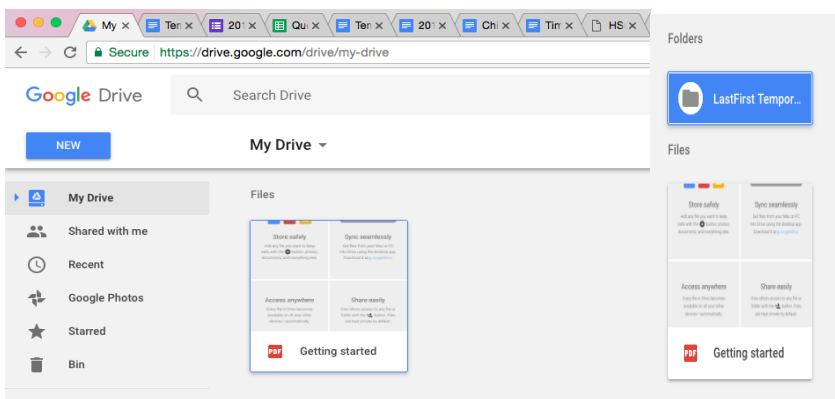 My
Ten
201
Qui
Ten
201
Chi
Tim
HS
Secure
https://drive.google.com/drive/my-drive
Google Drive
Search Drive
NEW
My Drive
My Drive
Shared with me
Recent
Google Photos
Starred
Bin
Files
Store safely
Sync seamlessly
Access anywhere
Share easily
PDF
Getting started
Folders
LastFirst Tempor...
Files
Store safely
Sync seamlessly
Access anywhere
Share easily
PDF
Getting started